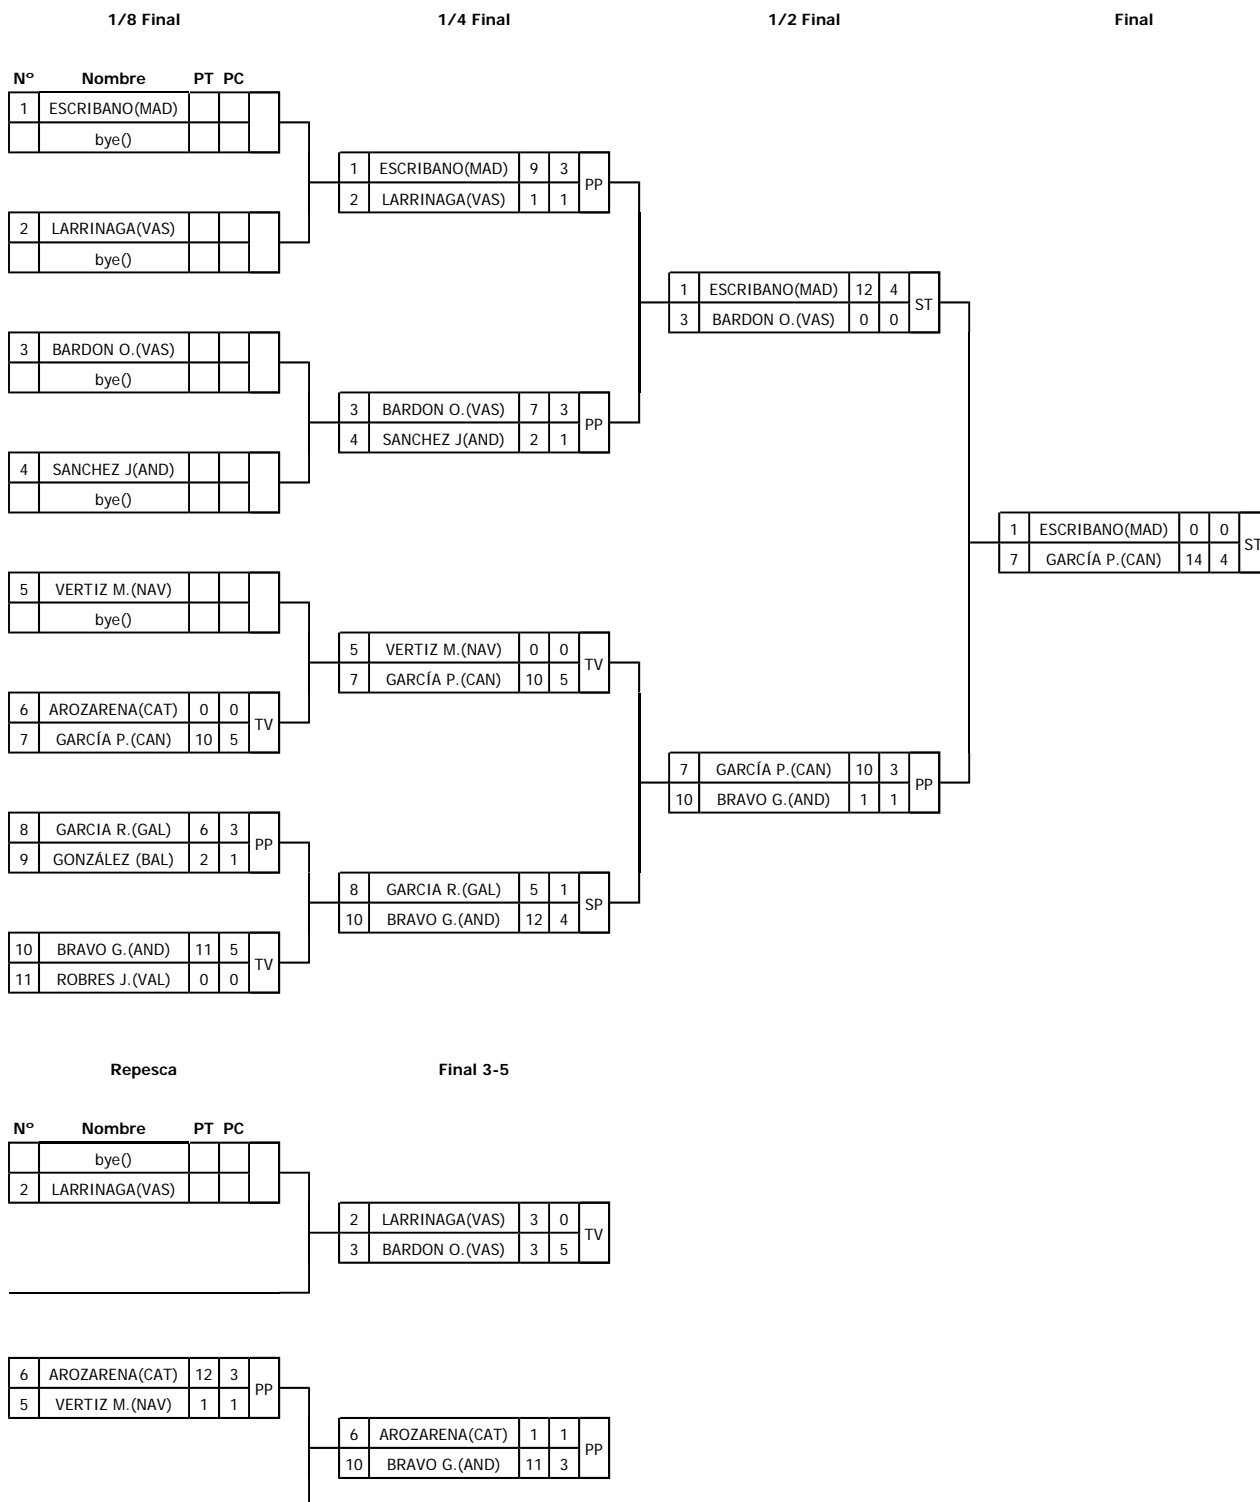 1/8 Final 1/4 Final 1/2 Final Final
Nº Nombre PT PC
1 ESCRIBANO(MAD)
bye()
1 ESCRIBANO(MAD) 9 3 PP
2 LARRINAGA(VAS) 1 1
2 LARRINAGA(VAS)
bye()
1 ESCRIBANO(MAD) 12 4 ST
3 BARDON O.(VAS) 0 0
3 BARDON O.(VAS)
bye()
3 BARDON O.(VAS) 7 3 PP
4 SANCHEZ J(AND) 2 1
4 SANCHEZ J(AND)
bye()
1 ESCRIBANO(MAD) 0 0 ST
7 GARCÍA P.(CAN) 14 4
5 VERTIZ M.(NAV)
bye()
5 VERTIZ M.(NAV) 0 0 TV
7 GARCÍA P.(CAN) 10 5
6 AROZARENA(CAT) 0 0 TV
7 GARCÍA P.(CAN) 10 5
7 GARCÍA P.(CAN) 10 3 PP
10 BRAVO G.(AND) 1 1
8 GARCIA R.(GAL) 6 3 PP
9 GONZÁLEZ (BAL) 2 1
8 GARCIA R.(GAL) 5 1 SP
10 BRAVO G.(AND) 12 4
10 BRAVO G.(AND) 11 5 TV
11 ROBRES J.(VAL) 0 0
Repesca Final 3-5
Nº Nombre PT PC
bye()
2 LARRINAGA(VAS)
2 LARRINAGA(VAS) 3 0 TV
3 BARDON O.(VAS) 3 5
6 AROZARENA(CAT) 12 3 PP
5 VERTIZ M.(NAV) 1 1
6 AROZARENA(CAT) 1 1 PP
10 BRAVO G.(AND) 11 3